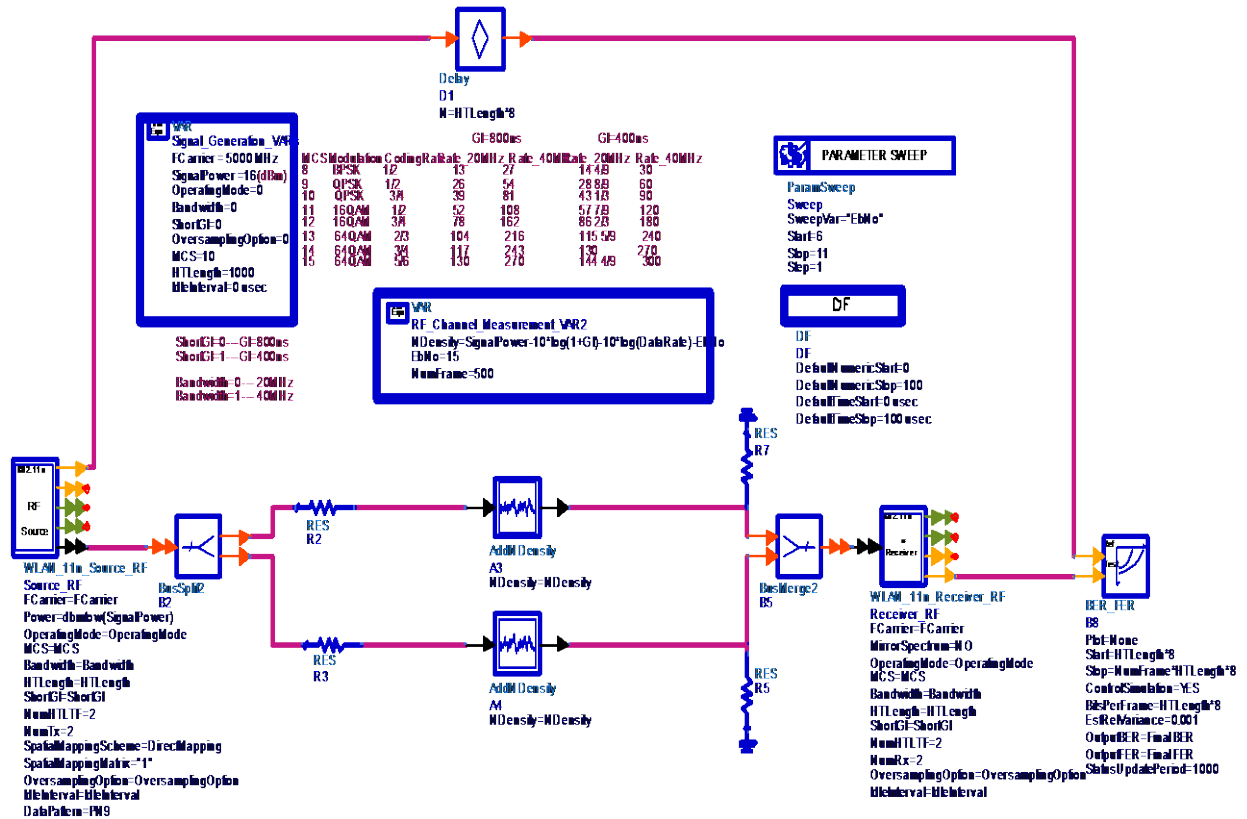 Delay
D1
N=HTLength*8
VAR
Signal_Generation_VARs
FCarrier = 5000 MHz
SignalPower =16(dBm)
OperatingMode=0
Bandwidth=0
ShortGI=0
OversamplingOption=0
MCS=10
HTLength=1000
IdleInterval=0 usec
GI=800ns GI=400ns
MCS Modulation Coding Rate Rate_20MHz Rate_40MHz Rate_20MHz Rate_40MHz
8 BPSK 1/2 13 27 14 4/9 30
9 QPSK 1/2 26 54 28 8/9 60
10 QPSK 3/4 39 81 43 1/3 90
11 16QAM 1/2 52 108 57 7/9 120
12 16QAM 3/4 78 162 86 2/3 180
13 64QAM 2/3 104 216 115 5/9 240
14 64QAM 3/4 117 243 130 270
15 64QAM 5/6 130 270 144 4/9 300
PARAMETER SWEEP
ParamSweep
Sweep
SweepVar="EbNo"
Start=6
Stop=11
Step=1
DF
DF
DF
DefaultNumericStart=0
DefaultNumericStop=100
DefaultTimeStart=0 usec
DefaultTimeStop=100 usec
VAR
RF_Channel_Measurement_VAR2
NDensity=SignalPower-10*log(1+GI)-10*log(DataRate)-EbNo
EbNo=15
NumFrame=500
ShortGI=0---GI=800ns
ShortGI=1---GI=400ns
Bandwidth=0--- 20MHz
Bandwidth=1--- 40MHz
802.11n
RF
Source
WLAN_11n_Source_RF
Source_RF
FCarrier=FCarrier
Power=dbmtow(SignalPower)
OperatingMode=OperatingMode
MCS=MCS
Bandwidth=Bandwidth
HTLength=HTLength
ShortGI=ShortGI
NumHTLTF=2
NumTx=2
SpatialMappingScheme=DirectMapping
SpatialMappingMatrix="1"
OversamplingOption=OversamplingOption
IdleInterval=IdleInterval
DataPattern=PN9
BusSplit2
B2
RES
R2
RES
R3
AddNDensity
A3
NDensity=NDensity
AddNDensity
A4
NDensity=NDensity
RES
R7
RES
R5
BusMerge2
B5
802.11n
Receiver
WLAN_11n_Receiver_RF
Receiver_RF
FCarrier=FCarrier
MirrorSpectrum=NO
OperatingMode=OperatingMode
MCS=MCS
Bandwidth=Bandwidth
HTLength=HTLength
ShortGI=ShortGI
NumHTLTF=2
NumRx=2
OversamplingOption=OversamplingOption
IdleInterval=IdleInterval
Ref
Test
BER_FER
B8
Plot=None
Start=HTLength*8
Stop=NumFrame*HTLength*8
ControlSimulation=YES
BitsPerFrame=HTLength*8
EstRelVariance=0.001
OutputBER=FinalBER
OutputFER=FinalFER
StatusUpdatePeriod=1000